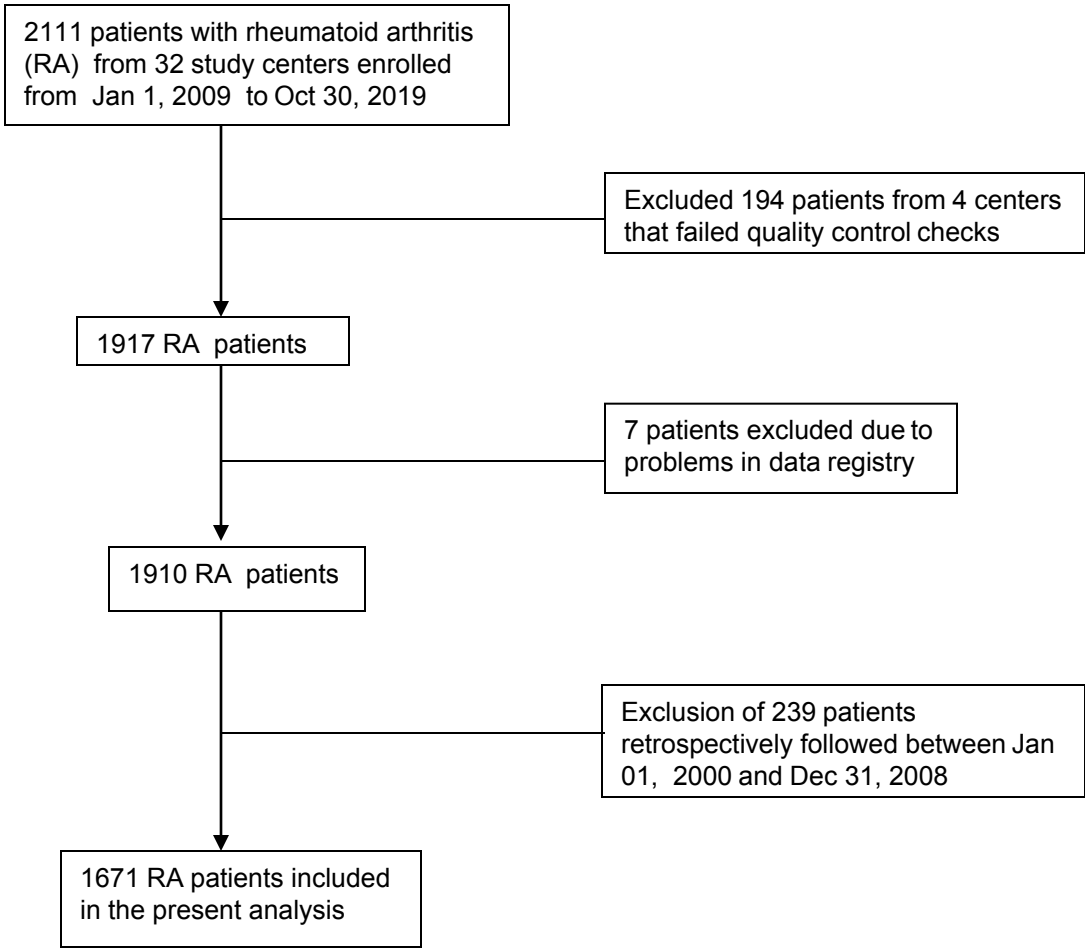 2111 patients with rheumatoid arthritis
(RA) from 32 study centers enrolled
from Jan 1, 2009 to Oct 30, 2019
Excluded 194 patients from 4 centers
that failed quality control checks
1917 RA patients
7 patients excluded due to
problems in data registry
1910 RA patients
Exclusion of 239 patients
retrospectively followed between Jan
01, 2000 and Dec 31, 2008
1671 RA patients included
in the present analysis